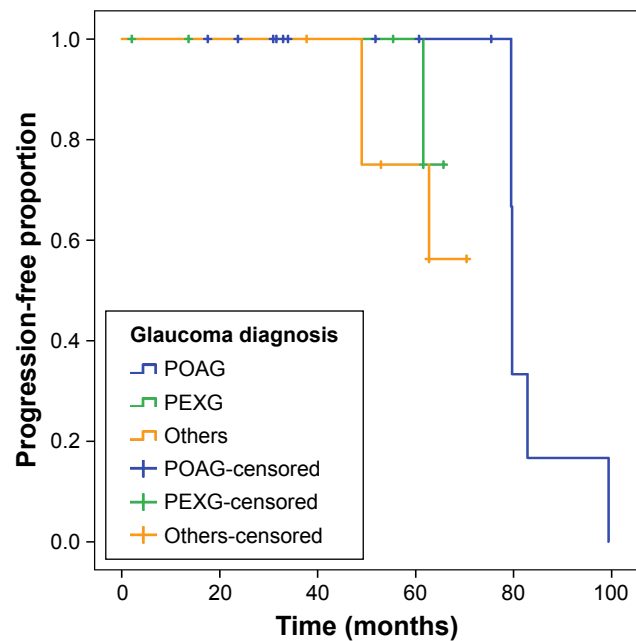 1.0
0.8
0.6
0.4
0.2
0.0
Progression-free proportion
Glaucoma diagnosis
POAG
PEXG
Others
POAG-censored
PEXG-censored
Others-censored
0 20 40 60 80 100
Time (months)